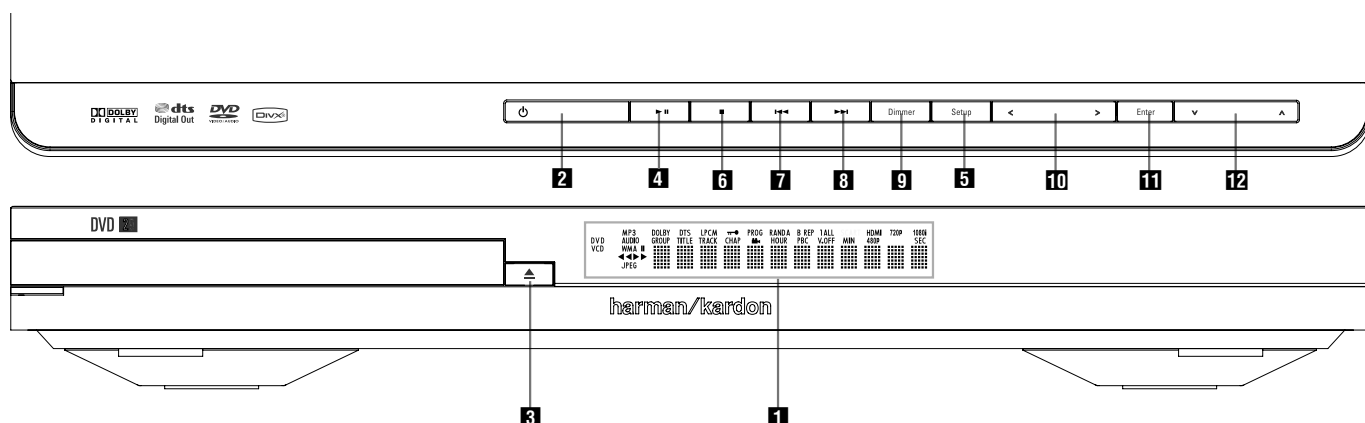 DOLBY DIGITAL
dts Digital Out
DVD VIDEO/AUDIO
DIVX
Dimmer Setup < > Enter
2 4 6 7 8 9 5 10 11 12
DVD
MP3 DOLBY DTS LPCM PROG RANDA B REP 1ALL HDMI 720P 1080i
DVD AUDIO GROUP TITLE TRACK CHAP HOUR PBC V.OFF MIN 480P SEC
VCD WMA
JPEG
harman/kardon
3 1